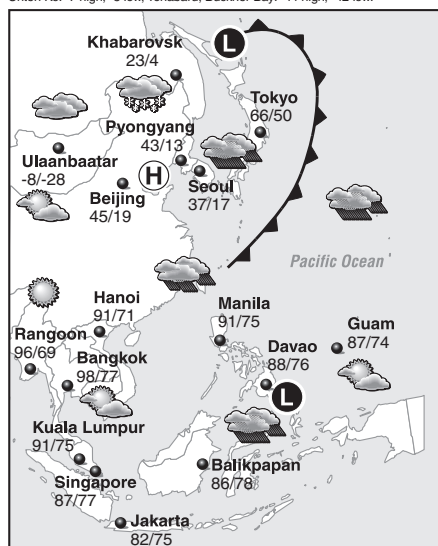 L
Khabarovsk
23/4
Tokyo
66/50
Pyongyang
43/13
Ulaanbaatar
-8/-28
H
Beijing
45/19
Seoul
37/17
Pacific Ocean
Hanoi
91/71
Manila
91/75
Guam
87/74
Rangoon
96/69
Bangkok
98/77
Davao
88/76
L
Kuala Lumpur
91/75
Singapore
87/77
Balikpapan
86/78
Jakarta
82/75